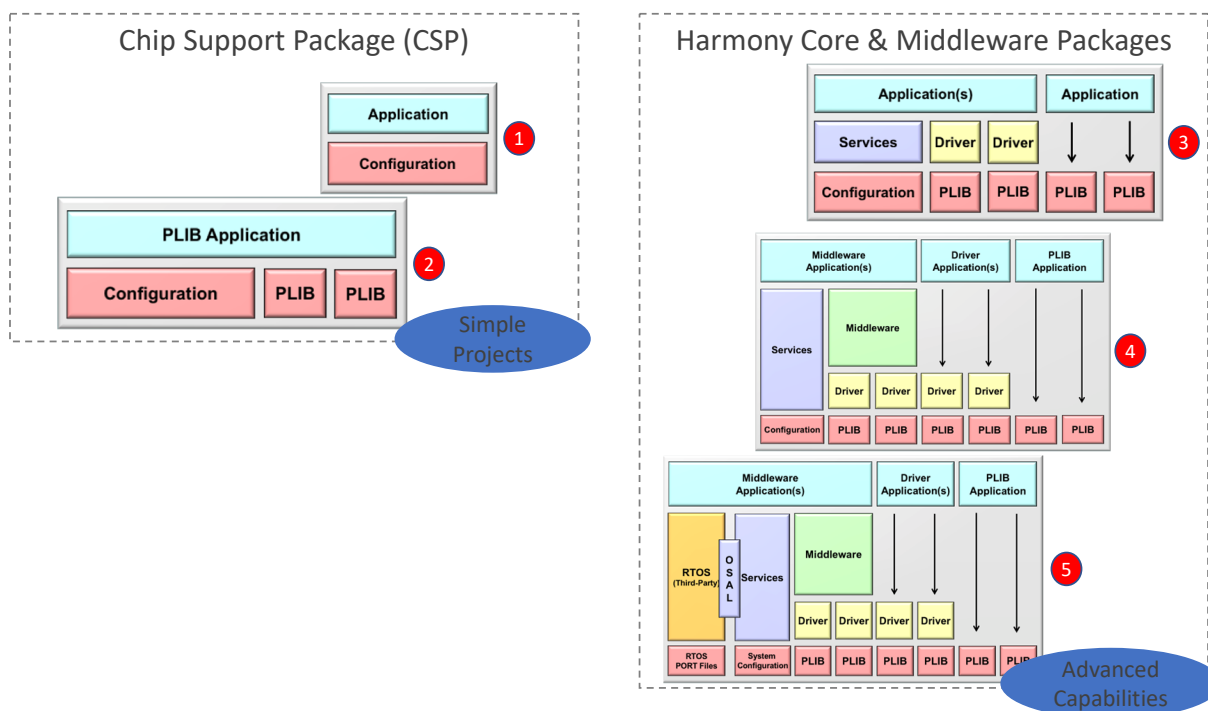 Chip Support Package (CSP)
Application
Configuration
1
PLIB Application
Configuration
PLIB
PLIB
2
Simple
Projects
Harmony Core & Middleware Packages
Application(s)
Application
Services
Driver
Driver
Configuration
PLIB
PLIB
PLIB
PLIB
3
Middleware
Application(s)
Driver
Application(s)
PLIB
Application
Services
Middleware
Driver
Driver
Driver
Driver
Configuration
PLIB
PLIB
PLIB
PLIB
PLIB
PLIB
4
Middleware
Application(s)
Driver
Application(s)
PLIB
Application
RTOS
(Third-Party)
O
S
A
L
Services
Middleware
Driver
Driver
Driver
Driver
RTOS
PORT Files
System
Configuration
PLIB
PLIB
PLIB
PLIB
PLIB
PLIB
5
Advanced
Capabilities